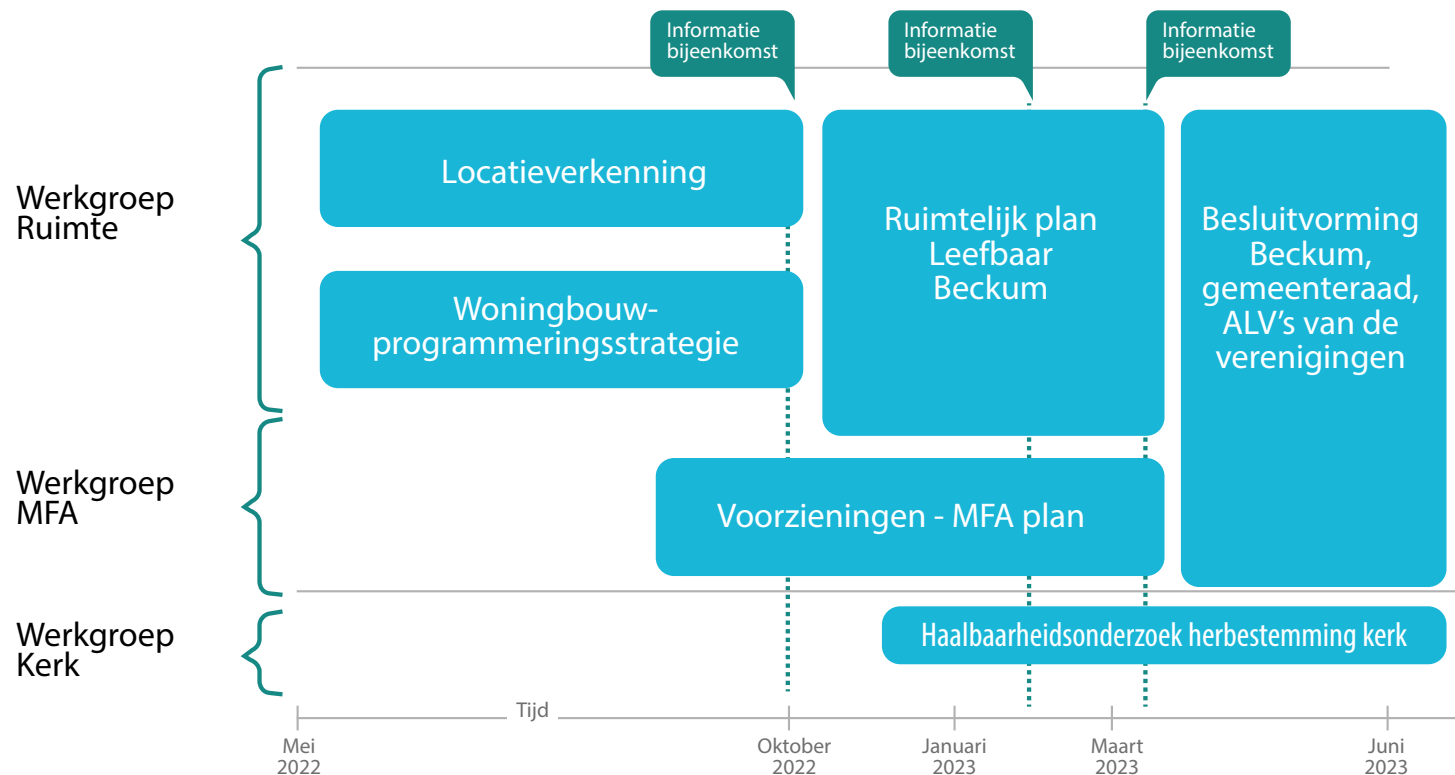 Informatie
bijeenkomst
Informatie
bijeenkomst
Informatie
bijeenkomst
Werkgroep
Ruimte
Locatieverkenning
Woningbouw-
programmeringsstrategie
Ruimtelijk plan
Leefbaar
Beckum
Besluitvorming
Beckum,
gemeenteraad,
ALV's van de
verenigingen
Werkgroep
MFA
Voorzieningen - MFA plan
Werkgroep
Kerk
Haalbaarheidsonderzoek herbestemming kerk
Tijd
Mei
2022
Oktober
2022
Januari
2023
Maart
2023
Juni
2023